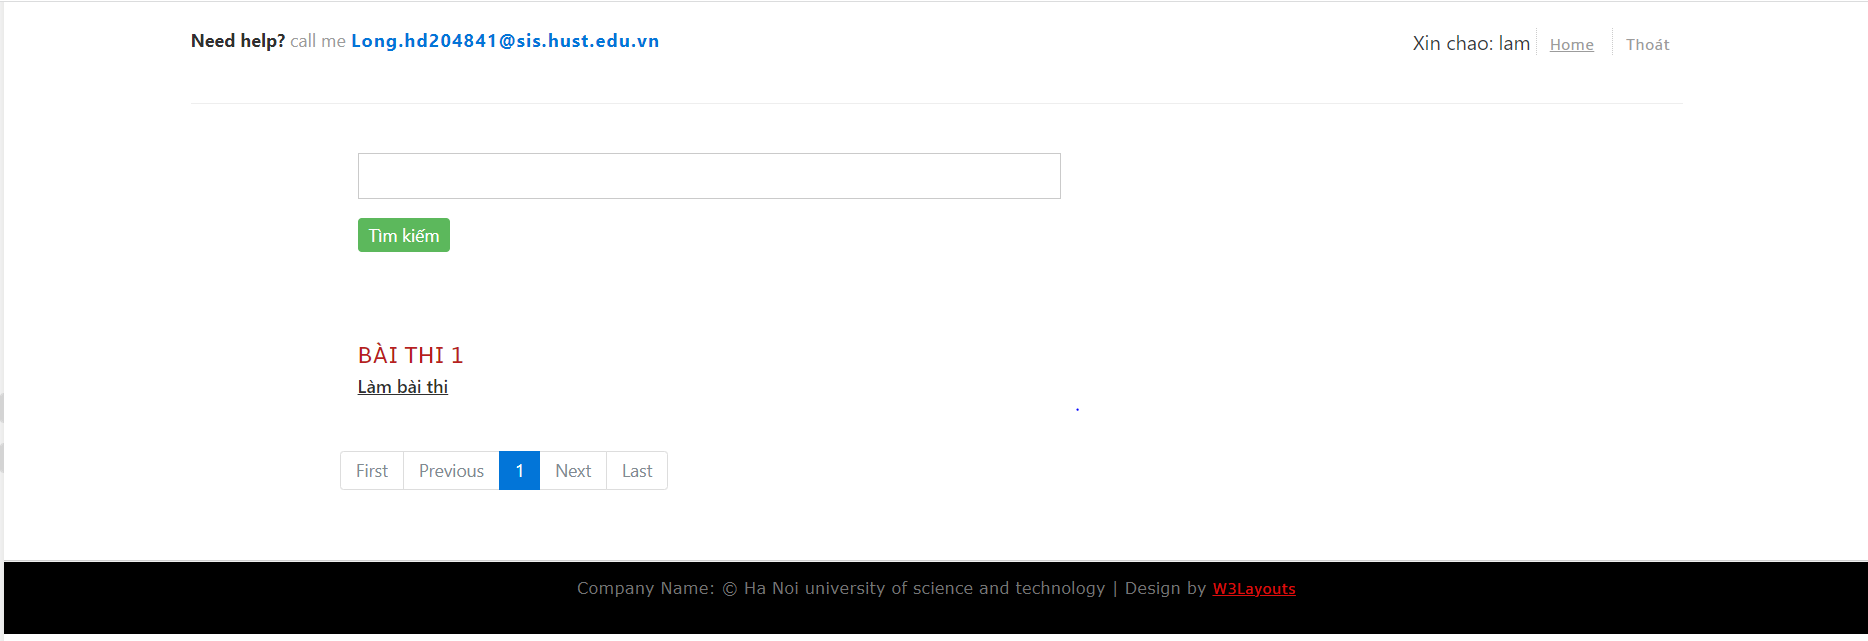 Need help? call me Long.hd204841@sis.hust.edu.vn
Xin chao: lam Home Thoát
Tìm kiếm
BÀI THI 1
Làm bài thi
First Previous 1 Next Last
Company Name: © Ha Noi university of science and technology | Design by W3Layouts